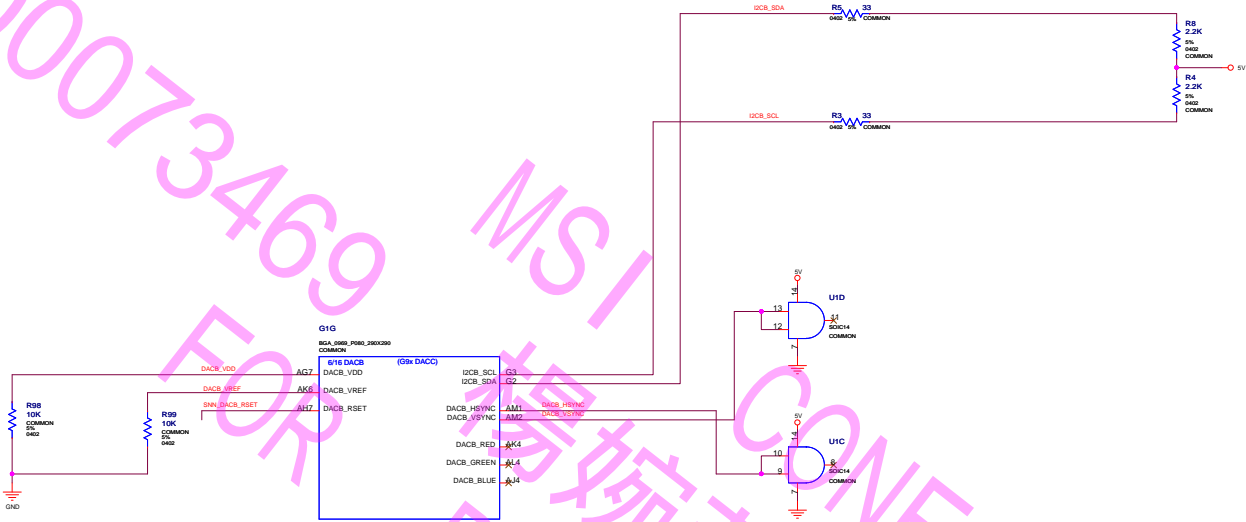 I2CB_SDA
R5 33
0402 5% COMMON
R8
2.2K
5%
0402
COMMON
5V
R4
2.2K
5%
0402
COMMON
I2CB_SCL
R3 33
0402 5% COMMON
00073469
MSI
FOR
CONF
5V
14
U1D
13
12
11
SOIC14
COMMON
7
G1G
BGA_0969_P080_290X290
COMMON
6/16 DACB (G9x DACC)
DACB_VDD AG7 DACB_VDD
I2CB_SCL G3
I2CB_SDA G2
DACB_VREF AK6 DACB_VREF
SNN_DACB_RSET AH7 DACB_RSET
DACB_HSYNC AM1 DACB_HSYNC
DACB_VSYNC AM2 DACB_VSYNC
DACB_RED AK4
DACB_GREEN AL4
DACB_BLUE AJ4
R98
10K
COMMON
5%
0402
R99
10K
COMMON
5%
0402
GND
5V
14
U1C
10
9
8
SOIC14
COMMON
7
楊婉